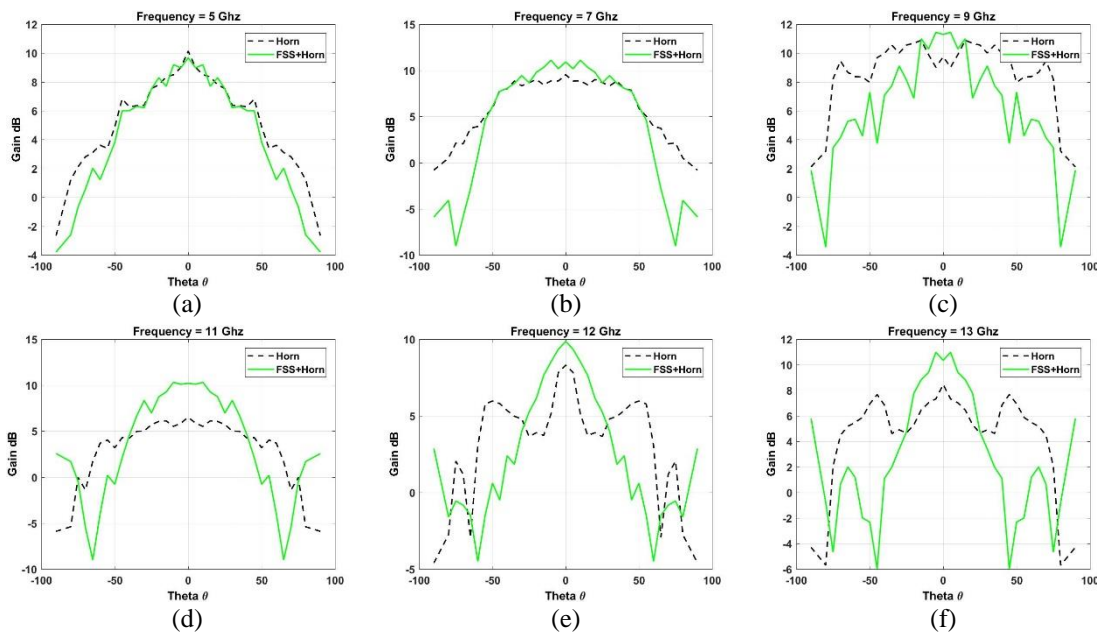 Frequency = 5 Ghz
Horn
FSS+Horn
Gain dB
12
10
8
6
4
2
0
-2
-4
-100 -50 0 50 100
Theta θ
(a)
Frequency = 7 Ghz
Horn
FSS+Horn
Gain dB
15
10
5
0
-5
-10
-100 -50 0 50 100
Theta θ
(b)
Frequency = 9 Ghz
Horn
FSS+Horn
Gain dB
12
10
8
6
4
2
0
-2
-4
-100 -50 0 50 100
Theta θ
(c)
Frequency = 11 Ghz
Horn
FSS+Horn
Gain dB
15
10
5
0
-5
-10
-100 -50 0 50 100
Theta θ
(d)
Frequency = 12 Ghz
Horn
FSS+Horn
Gain dB
10
5
0
-5
-100 -50 0 50 100
Theta θ
(e)
Frequency = 13 Ghz
Horn
FSS+Horn
Gain dB
12
10
8
6
4
2
0
-2
-4
-6
-100 -50 0 50 100
Theta θ
(f)